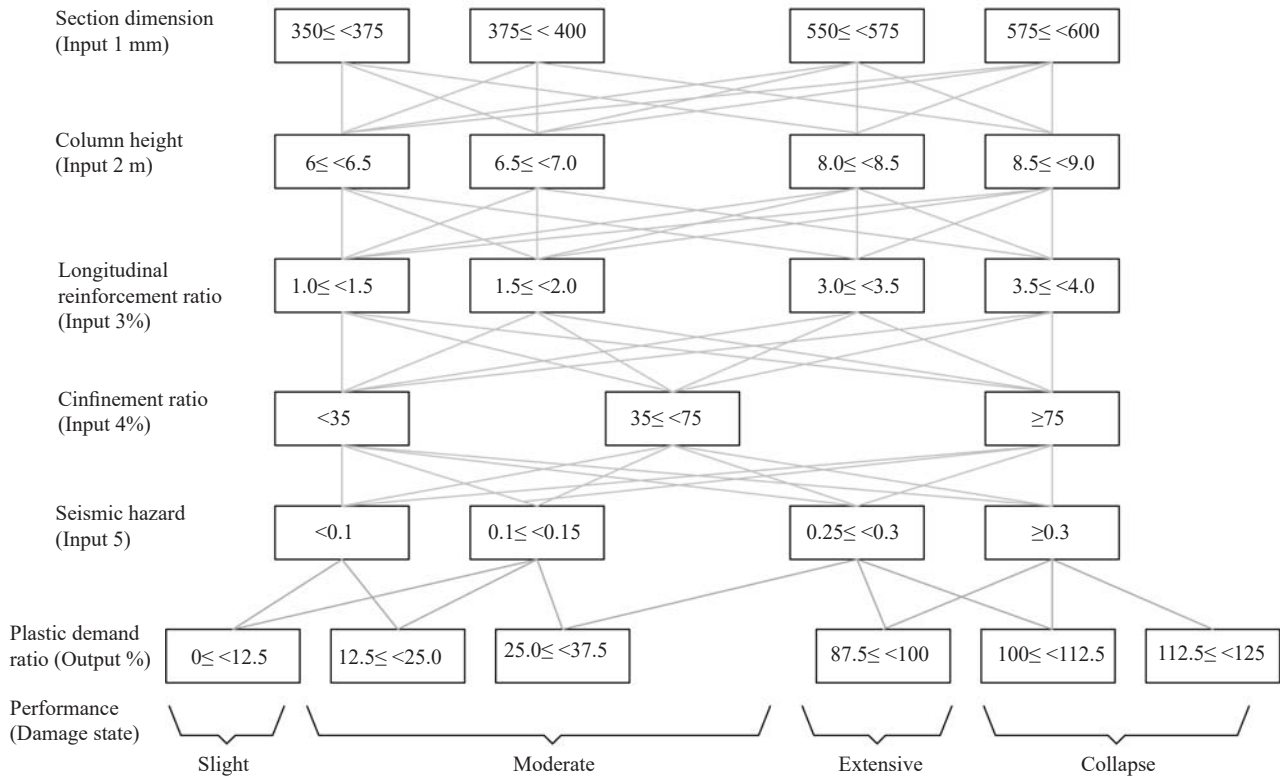 Section dimension
(Input 1 mm)
350≤ <375
375≤ < 400
550≤ <575
575≤ <600
Column height
(Input 2 m)
6≤ <6.5
6.5≤ <7.0
8.0≤ <8.5
8.5≤ <9.0
Longitudinal
reinforcement ratio
(Input 3%)
1.0≤ <1.5
1.5≤ <2.0
3.0≤ <3.5
3.5≤ <4.0
Cinfinement ratio
(Input 4%)
<35
35≤ <75
≥75
Seismic hazard
(Input 5)
<0.1
0.1≤ <0.15
0.25≤ <0.3
≥0.3
Plastic demand
ratio (Output %)
0≤ <12.5
12.5≤ <25.0
25.0≤ <37.5
87.5≤ <100
100≤ <112.5
112.5≤ <125
Performance
(Damage state)
Slight
Moderate
Extensive
Collapse